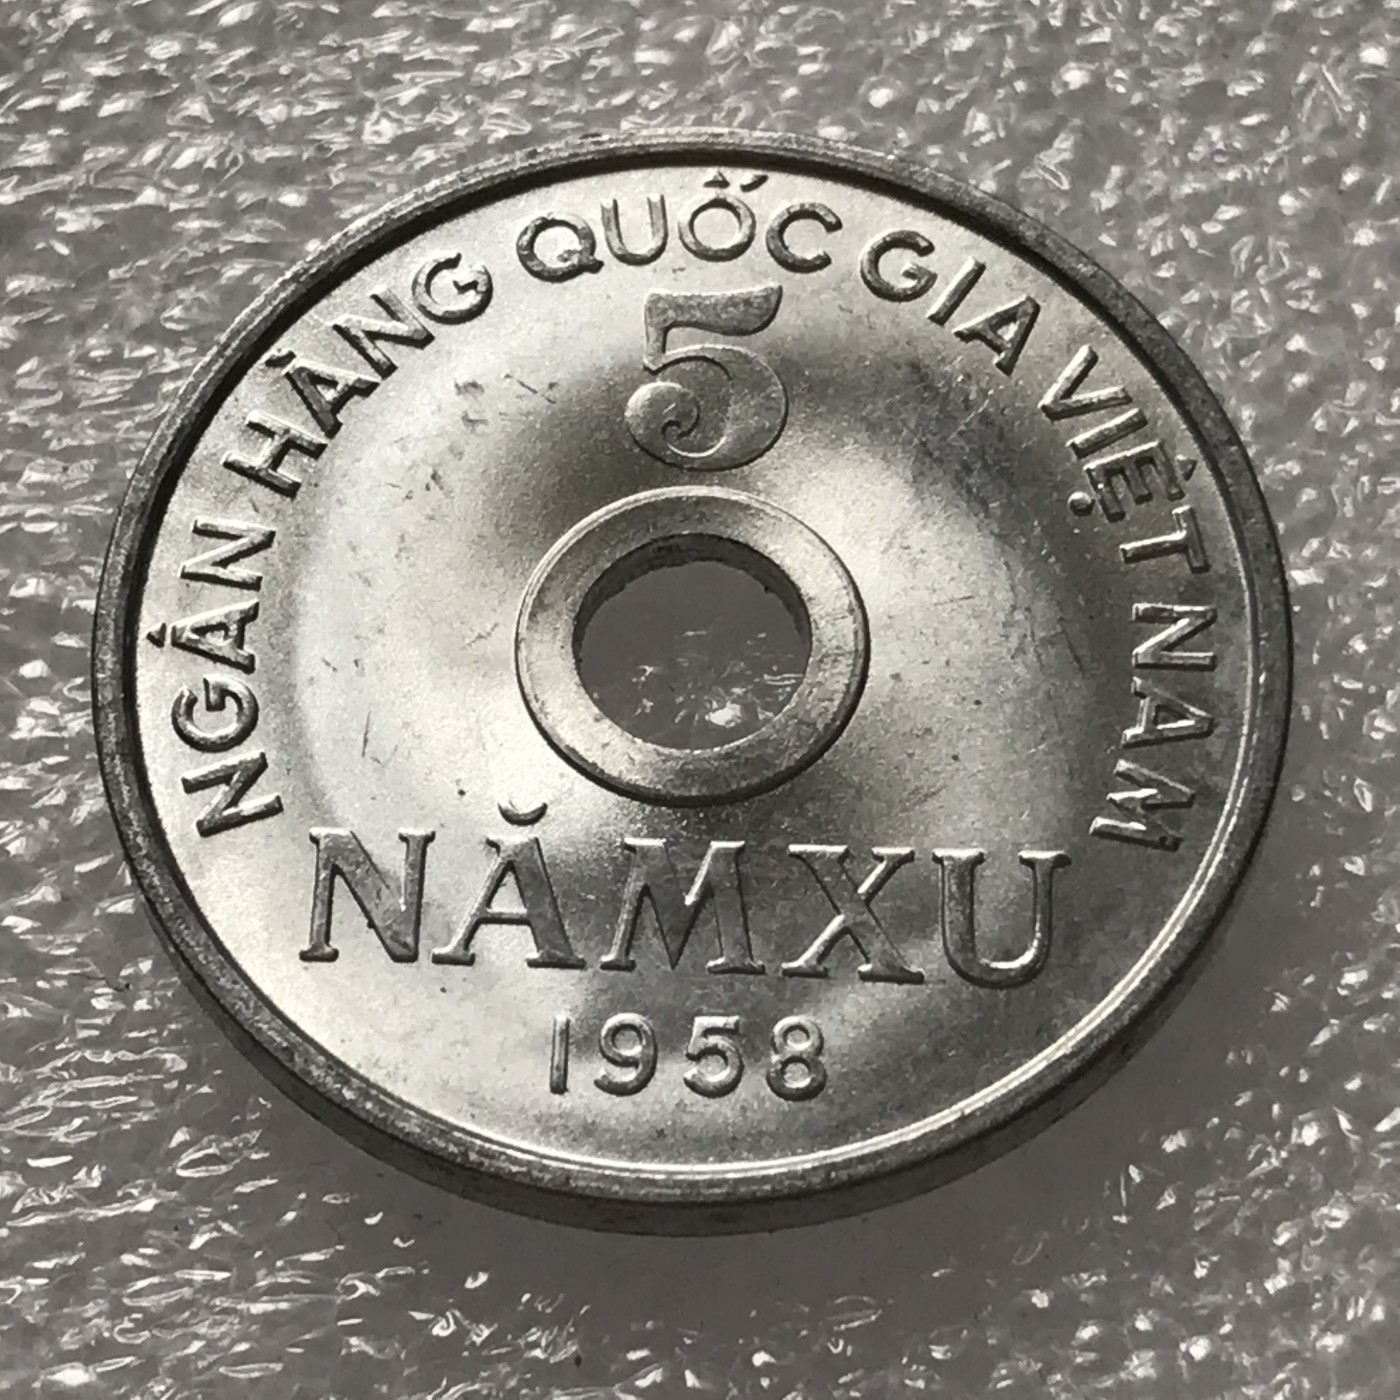 NGÂN HÀNG QUỐC GIA VIỆT NAM
5
NĂM XU
1958